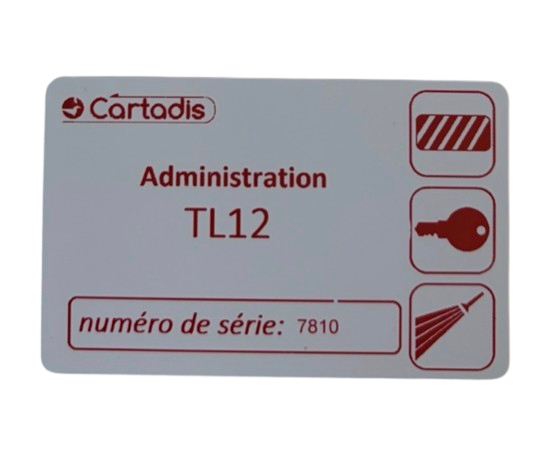 Cartadis
Administration
TL12
numéro de série: 7810